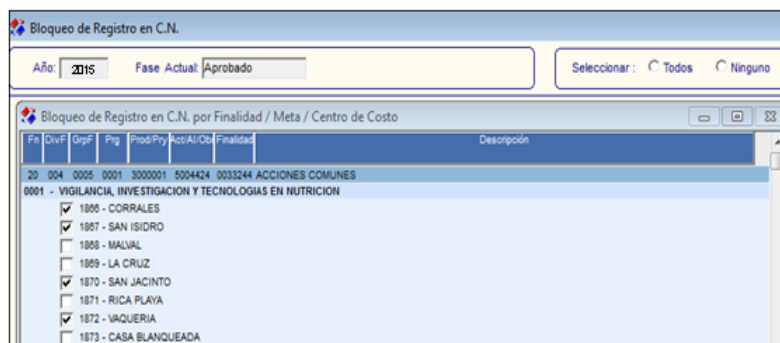 Bloqueo de Registro en C.N.
Año: 2015 Fase Actual: Aprobado Seleccionar: Todos Ninguno
Bloqueo de Registro en C.N. por Finalidad / Meta / Centro de Costo
Fn DivF GrpF Prg Prod/Pry Act/AI/Obr Finalidad Descripción
20 004 0005 0001 3000001 5004424 0033244 ACCIONES COMUNES
0001 - VIGILANCIA, INVESTIGACION Y TECNOLOGIAS EN NUTRICION
1866 - CORRALES
1867 - SAN ISIDRO
1868 - MALVAL
1869 - LA CRUZ
1870 - SAN JACINTO
1871 - RICA PLAYA
1872 - VAQUERIA
1873 - CASA BLANQUEADA